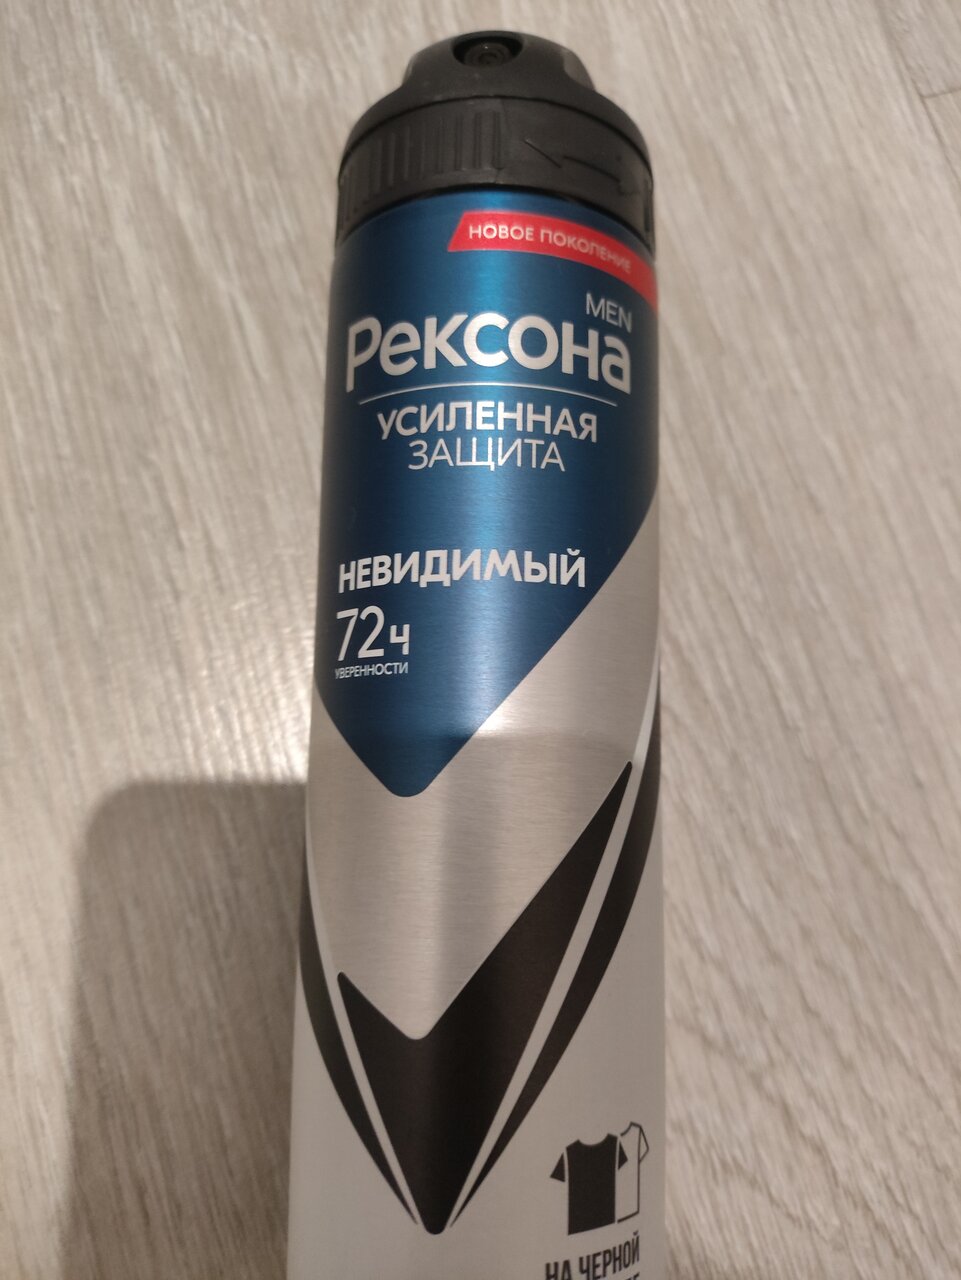 НОВОЕ ПОКОЛЕНИЕ
MEN
Рексона
УСИЛЕННАЯ
ЗАЩИТА
НЕВИДИМЫЙ
72ч
УВЕРЕННОСТИ
НА ЧЕРНОЙ